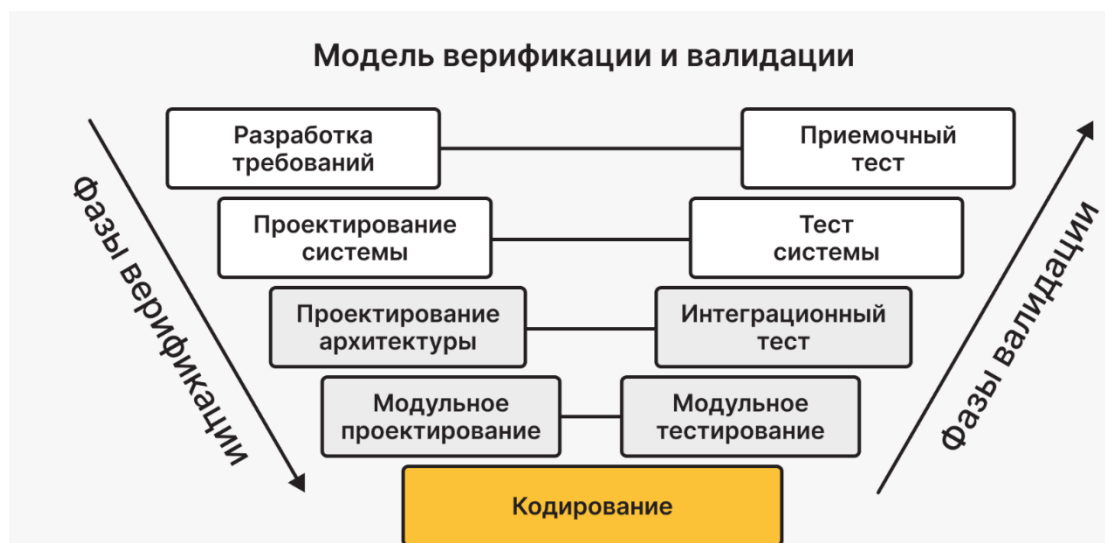 Модель верификации и валидации
Разработка
требований
Приемочный
тест
Проектирование
системы
Тест
системы
Проектирование
архитектуры
Интеграционный
тест
Модульное
проектирование
Модульное
тестирование
Кодирование
Фазы верификации
Фазы валидации